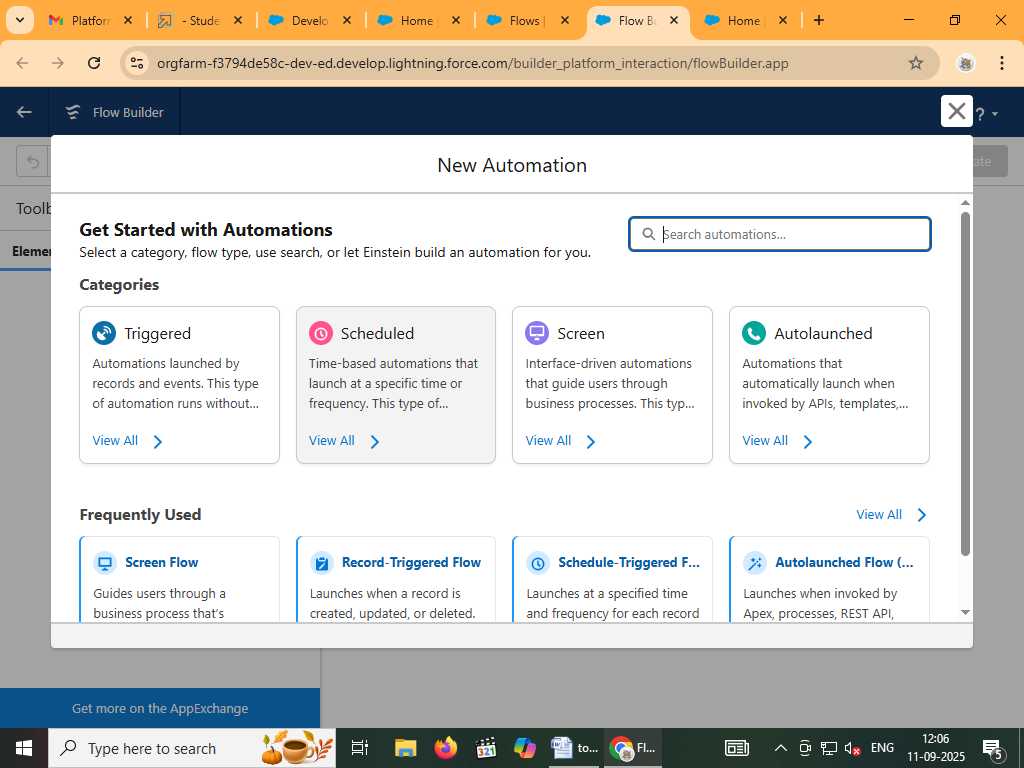 Platforn
- Stude
Develo
Home
Flows
Flow Bu
Home
orgfarm-f3794de58c-dev-ed.develop.lightning.force.com/builder_platform_interaction/flowBuilder.app
Flow Builder
?
ate
Toolb
Elemen
New Automation
Get Started with Automations
Select a category, flow type, use search, or let Einstein build an automation for you.
Search automations...
Categories
Triggered
Automations launched by
records and events. This type
of automation runs without...
View All
Scheduled
Time-based automations that
launch at a specific time or
frequency. This type of...
View All
Screen
Interface-driven automations
that guide users through
business processes. This typ...
View All
Autolaunched
Automations that
automatically launch when
invoked by APIs, templates,...
View All
Frequently Used
View All
Screen Flow
Guides users through a
business process that's
Record-Triggered Flow
Launches when a record is
created, updated, or deleted.
Schedule-Triggered F...
Launches at a specified time
and frequency for each record
Autolaunched Flow (...
Launches when invoked by
Apex, processes, REST API,
Get more on the AppExchange
Type here to search
321
to...
Fl...
ENG
12:06
11-09-2025
5